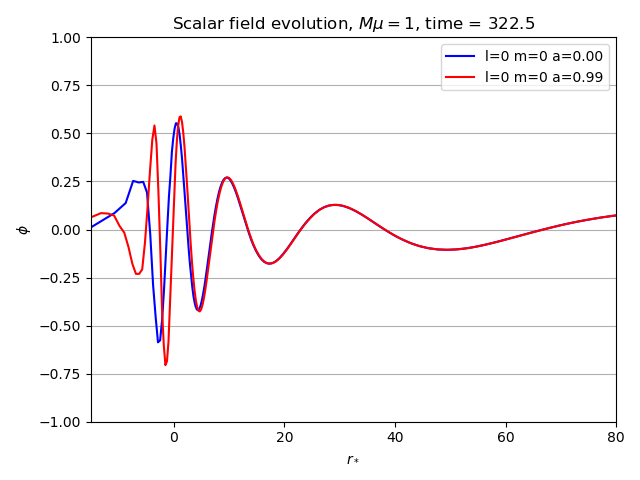 Scalar field evolution, Mμ = 1, time = 322.5
1.00
0.75
0.50
0.25
0.00
−0.25
−0.50
−0.75
−1.00
ϕ
l=0 m=0 a=0.00
l=0 m=0 a=0.99
0 20 40 60 80
r*